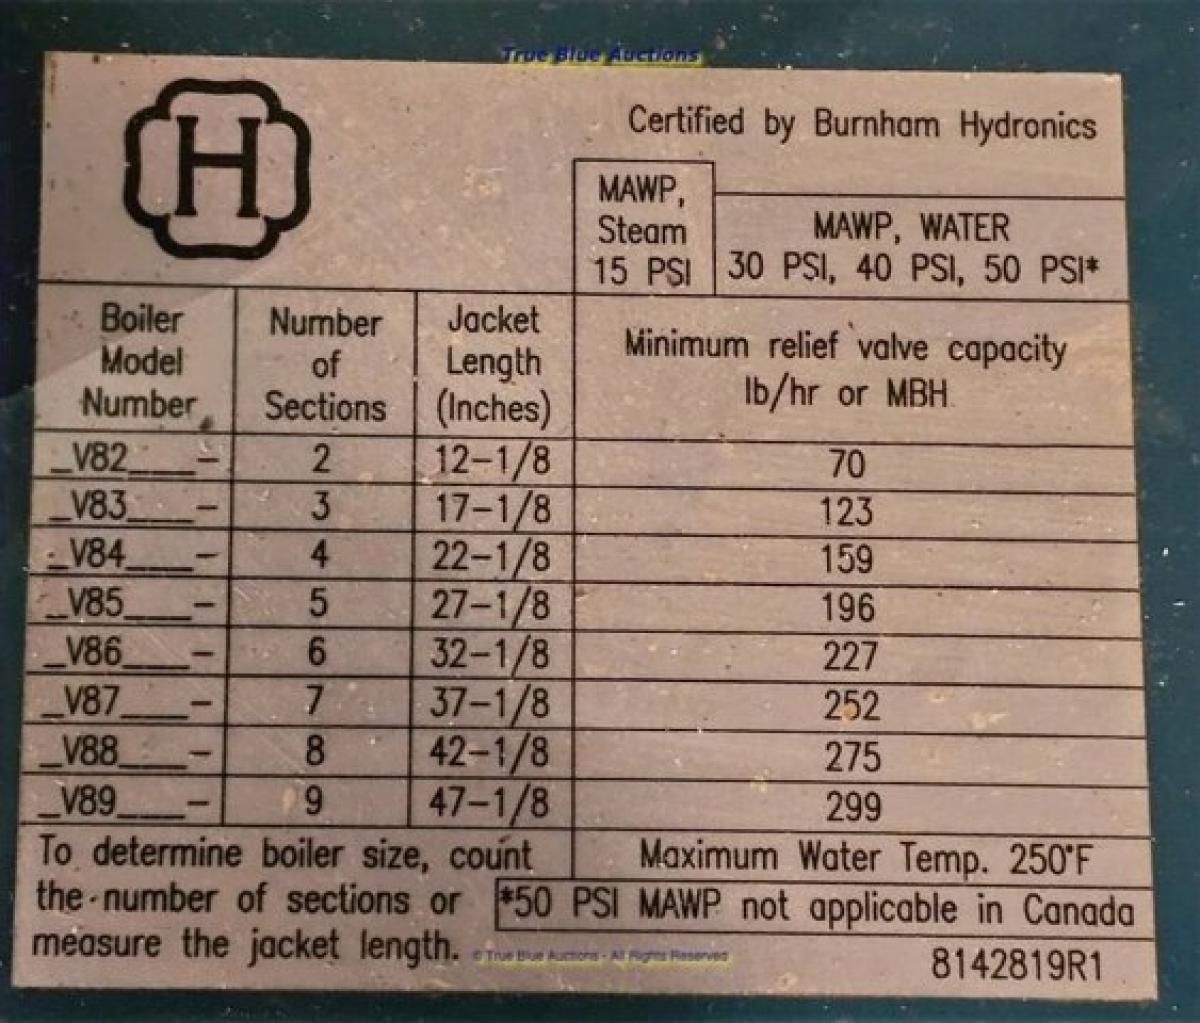 True Blue Auctions
H
Certified by Burnham Hydronics
MAWP,
Steam
15 PSI
MAWP, WATER
30 PSI, 40 PSI, 50 PSI*
Boiler
Model
Number
Number
of
Sections
Jacket
Length
(Inches)
Minimum relief valve capacity
lb/hr or MBH
_V82___- 2 12-1/8 70
_V83___- 3 17-1/8 123
_V84___- 4 22-1/8 159
_V85___- 5 27-1/8 196
_V86___- 6 32-1/8 227
_V87___- 7 37-1/8 252
_V88___- 8 42-1/8 275
_V89___- 9 47-1/8 299
To determine boiler size, count
the number of sections or
measure the jacket length.
Maximum Water Temp. 250°F
*50 PSI MAWP not applicable in Canada
© True Blue Auctions - All Rights Reserved
8142819R1